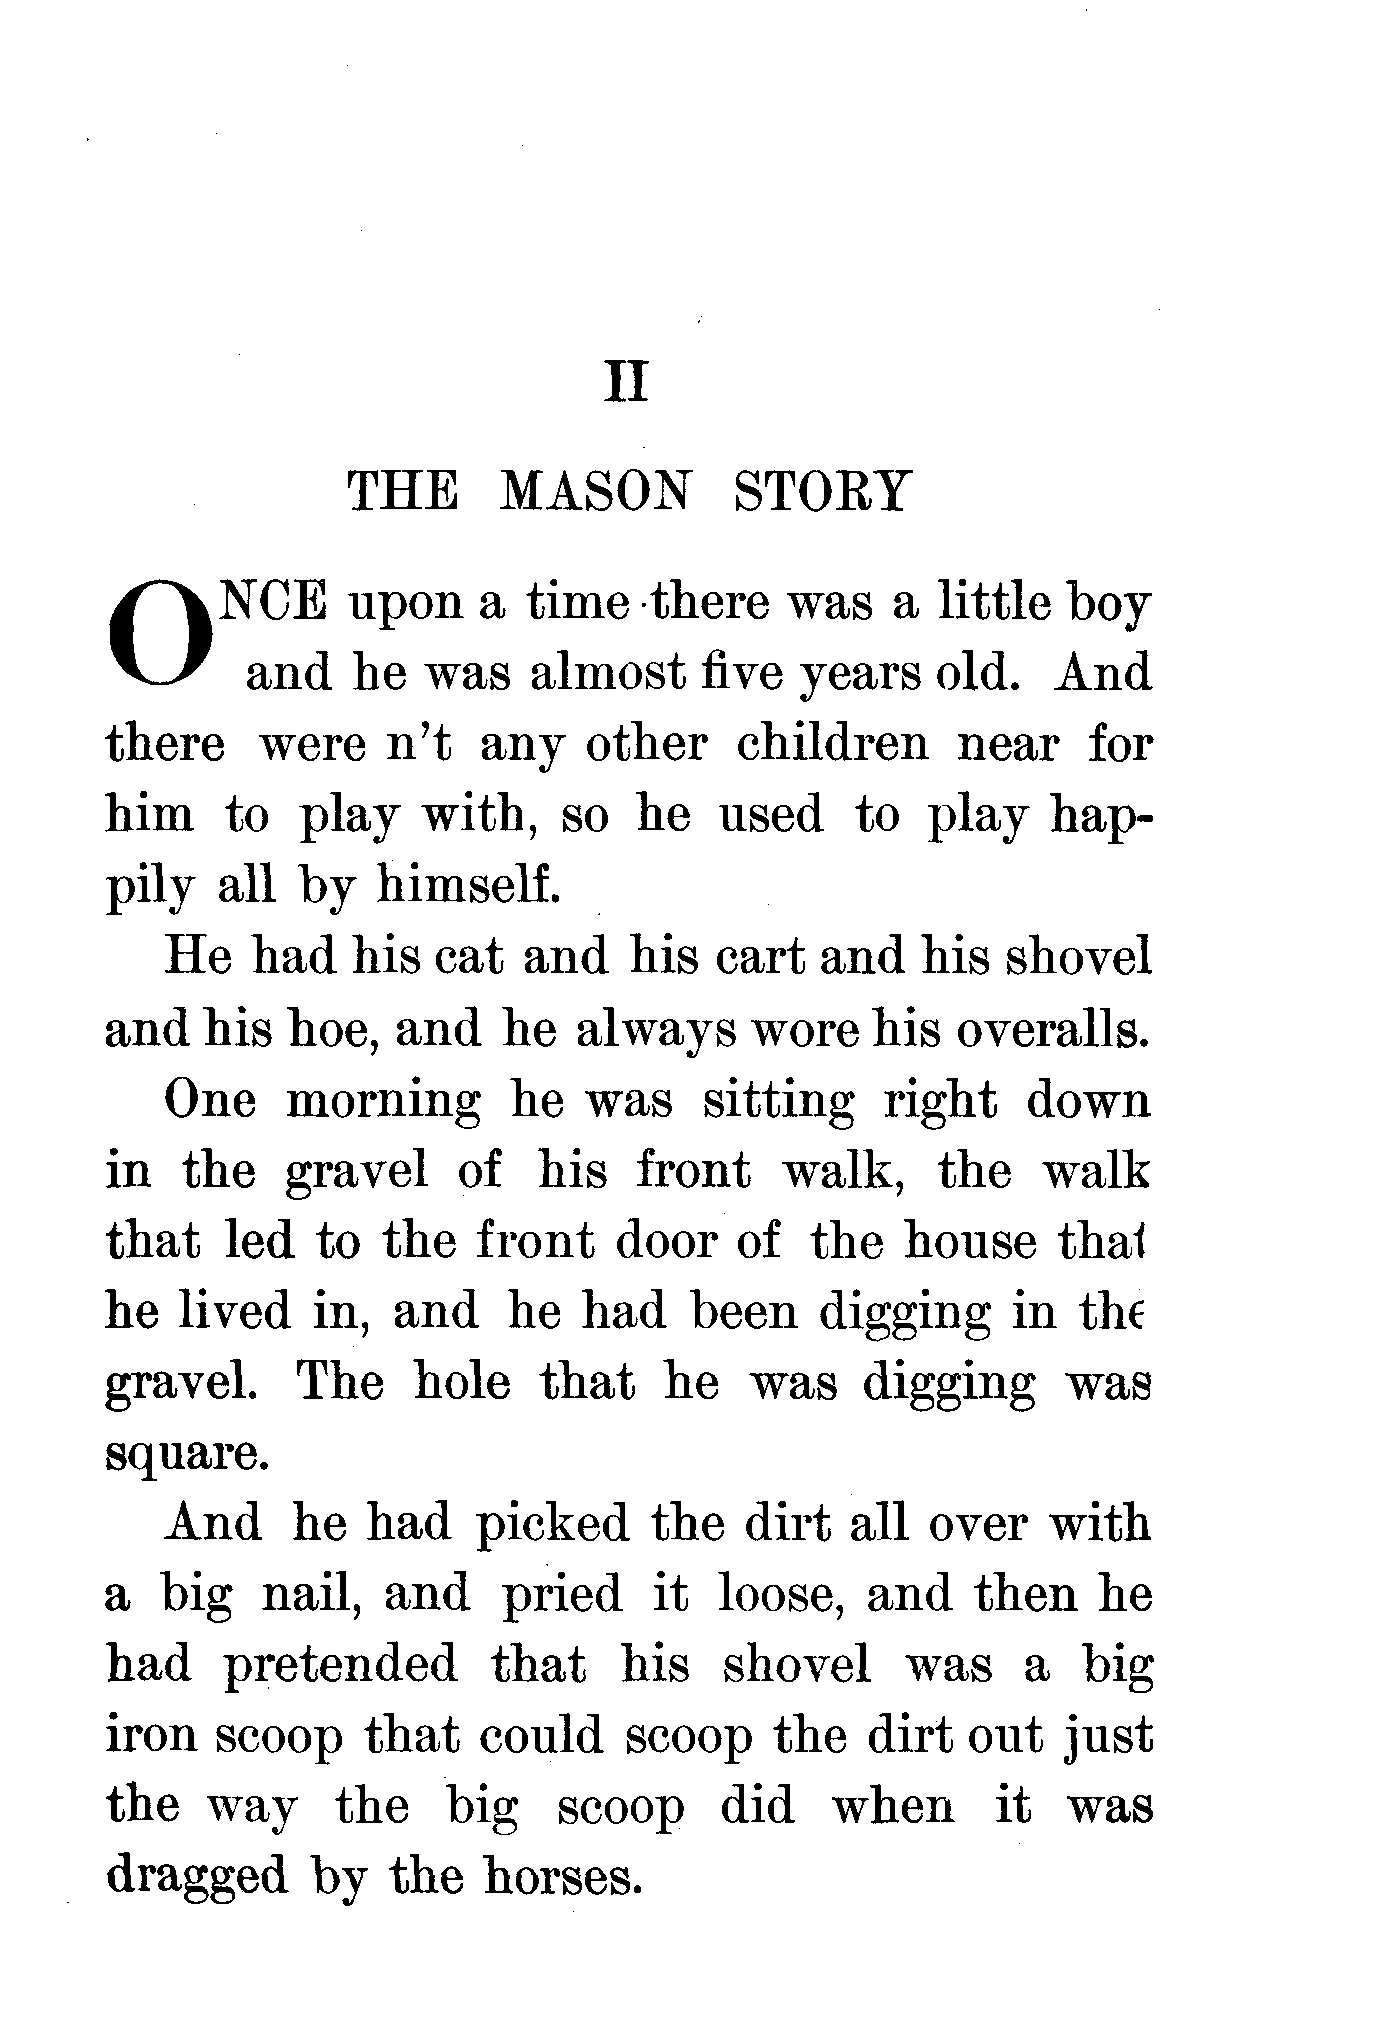 II
THE MASON STORY
ONCE upon a time there was a little boy
and he was almost five years old. And
there were n't any other children near for
him to play with, so he used to play hap-
pily all by himself.
He had his cat and his cart and his shovel
and his hoe, and he always wore his overalls.
One morning he was sitting right down
in the gravel of his front walk, the walk
that led to the front door of the house that
he lived in, and he had been digging in the
gravel. The hole that he was digging was
square.
And he had picked the dirt all over with
a big nail, and pried it loose, and then he
had pretended that his shovel was a big
iron scoop that could scoop the dirt out just
the way the big scoop did when it was
dragged by the horses.